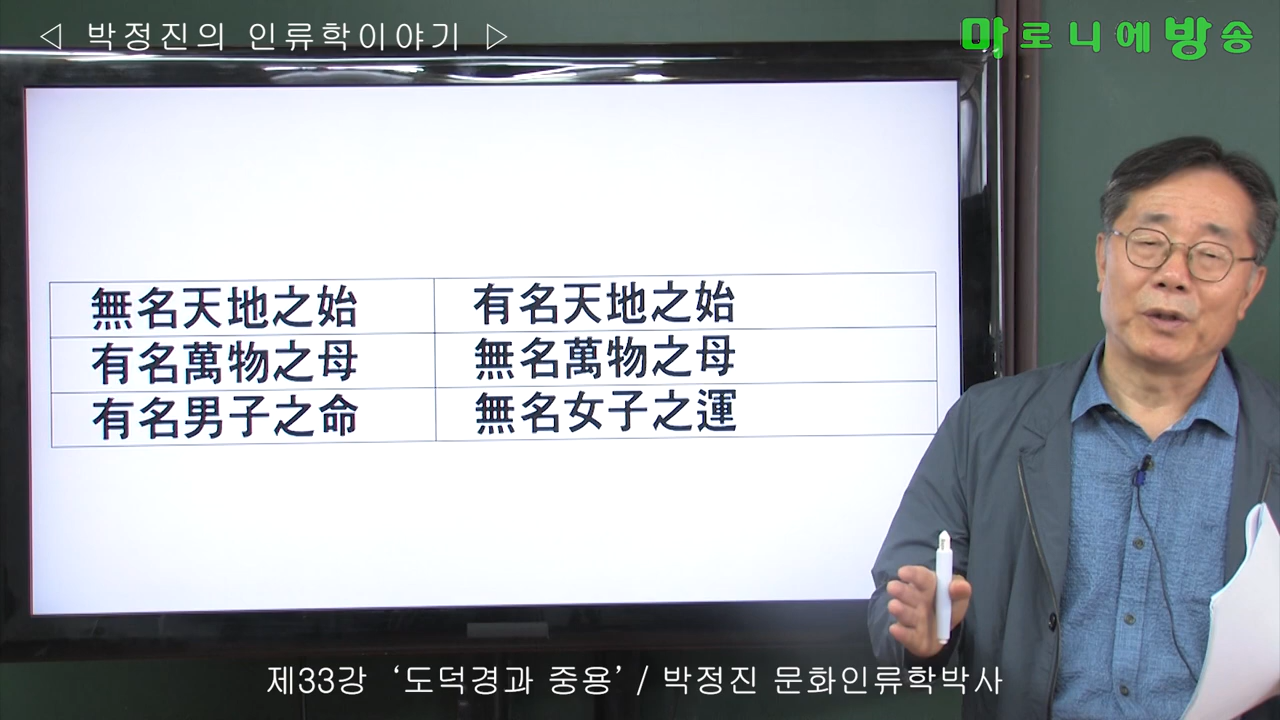 ◁ 박정진의 인류학이야기 ▷
마로니에방송
無名天地之始 有名天地之始
有名萬物之母 無名萬物之母
有名男子之命 無名女子之運
제33강 ‘도덕경과 중용’ / 박정진 문화인류학박사